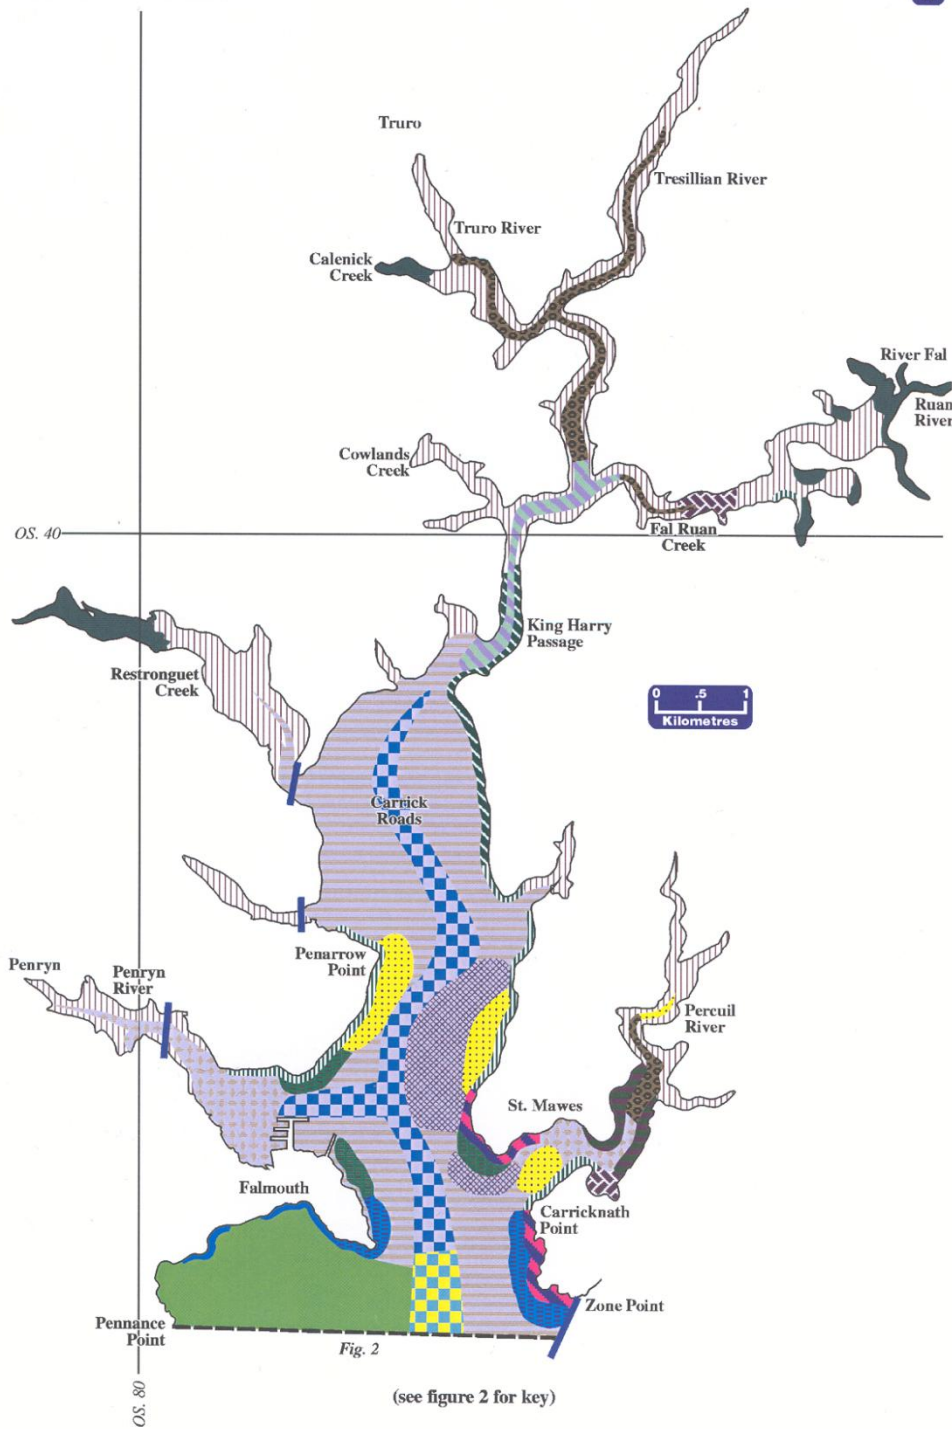 Truro
Tresillian River
Truro River
Calenick
Creek
River Fal
Ruan
River
Cowlands
Creek
OS. 40
Fal Ruan
Creek
King Harry
Passage
Restronguet
Creek
0 .5 1
Kilometres
Carrick
Roads
Penarrow
Point
Penryn
Penryn
River
Percuil
River
St. Mawes
Falmouth
Carricknath
Point
Zone Point
Pennance
Point
Fig. 2
(see figure 2 for key)
OS. 80